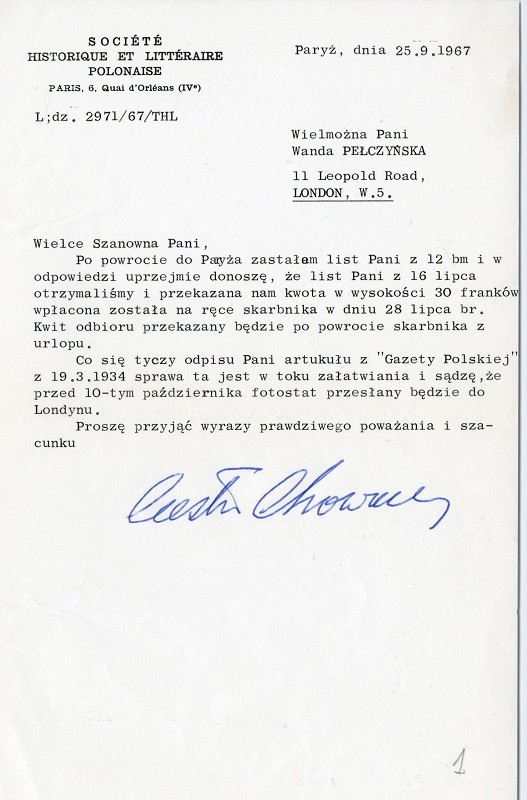 SOCIÉTÉ
HISTORIQUE ET LITTÉRAIRE
POLONAISE
PARIS, 6, Quai d'Orléans (IVe)
Paryż, dnia 25.9.1967
L;dz. 2971/67/THL
Wielmożna Pani
Wanda PEŁCZYŃSKA
11 Leopold Road,
LONDON, W.5.
Wielce Szanowna Pani,
Po powrocie do Paryża zastałam list Pani z 12 bm i w
odpowiedzi uprzejmie donoszę, że list Pani z 16 lipca
otrzymaliśmy i przekazana nam kwota w wysokości 30 franków
wpłacona została na ręce skarbnika w dniu 28 lipca br.
Kwit odbioru przekazany będzie po powrocie skarbnika z
urlopu.
Co się tyczy odpisu Pani artukułu z "Gazety Polskiej"
z 19.3.1934 sprawa ta jest w toku załatwiania i sądzę,że
przed 10-tym października fotostat przesłany będzie do
Londynu.
Proszę przyjąć wyrazy prawdziwego poważania i sza-
cunku
1